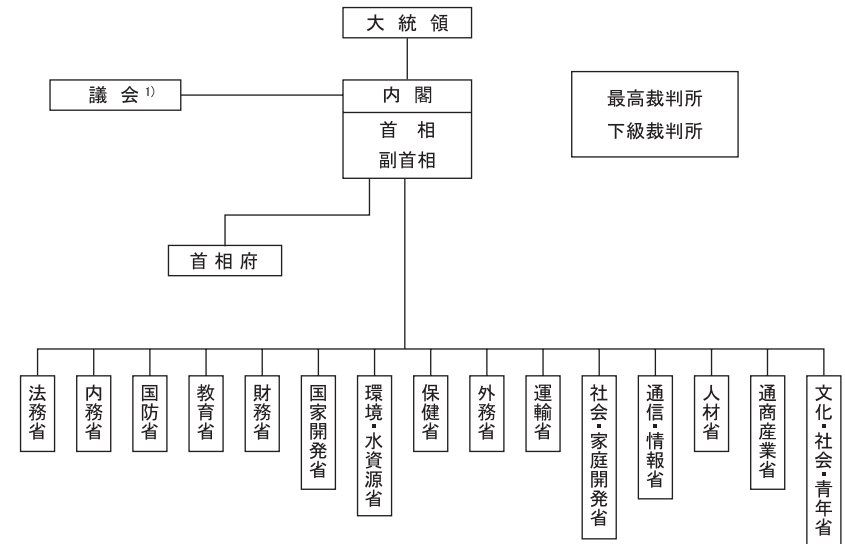 大統領
議会 1)
内閣
首相
副首相
最高裁判所
下級裁判所
首相府
法務省
内務省
国防省
教育省
財務省
国家開発省
環境・水資源省
保健省
外務省
運輸省
社会・家庭開発省
通信・情報省
人材省
通商産業省
文化・社会・青年省